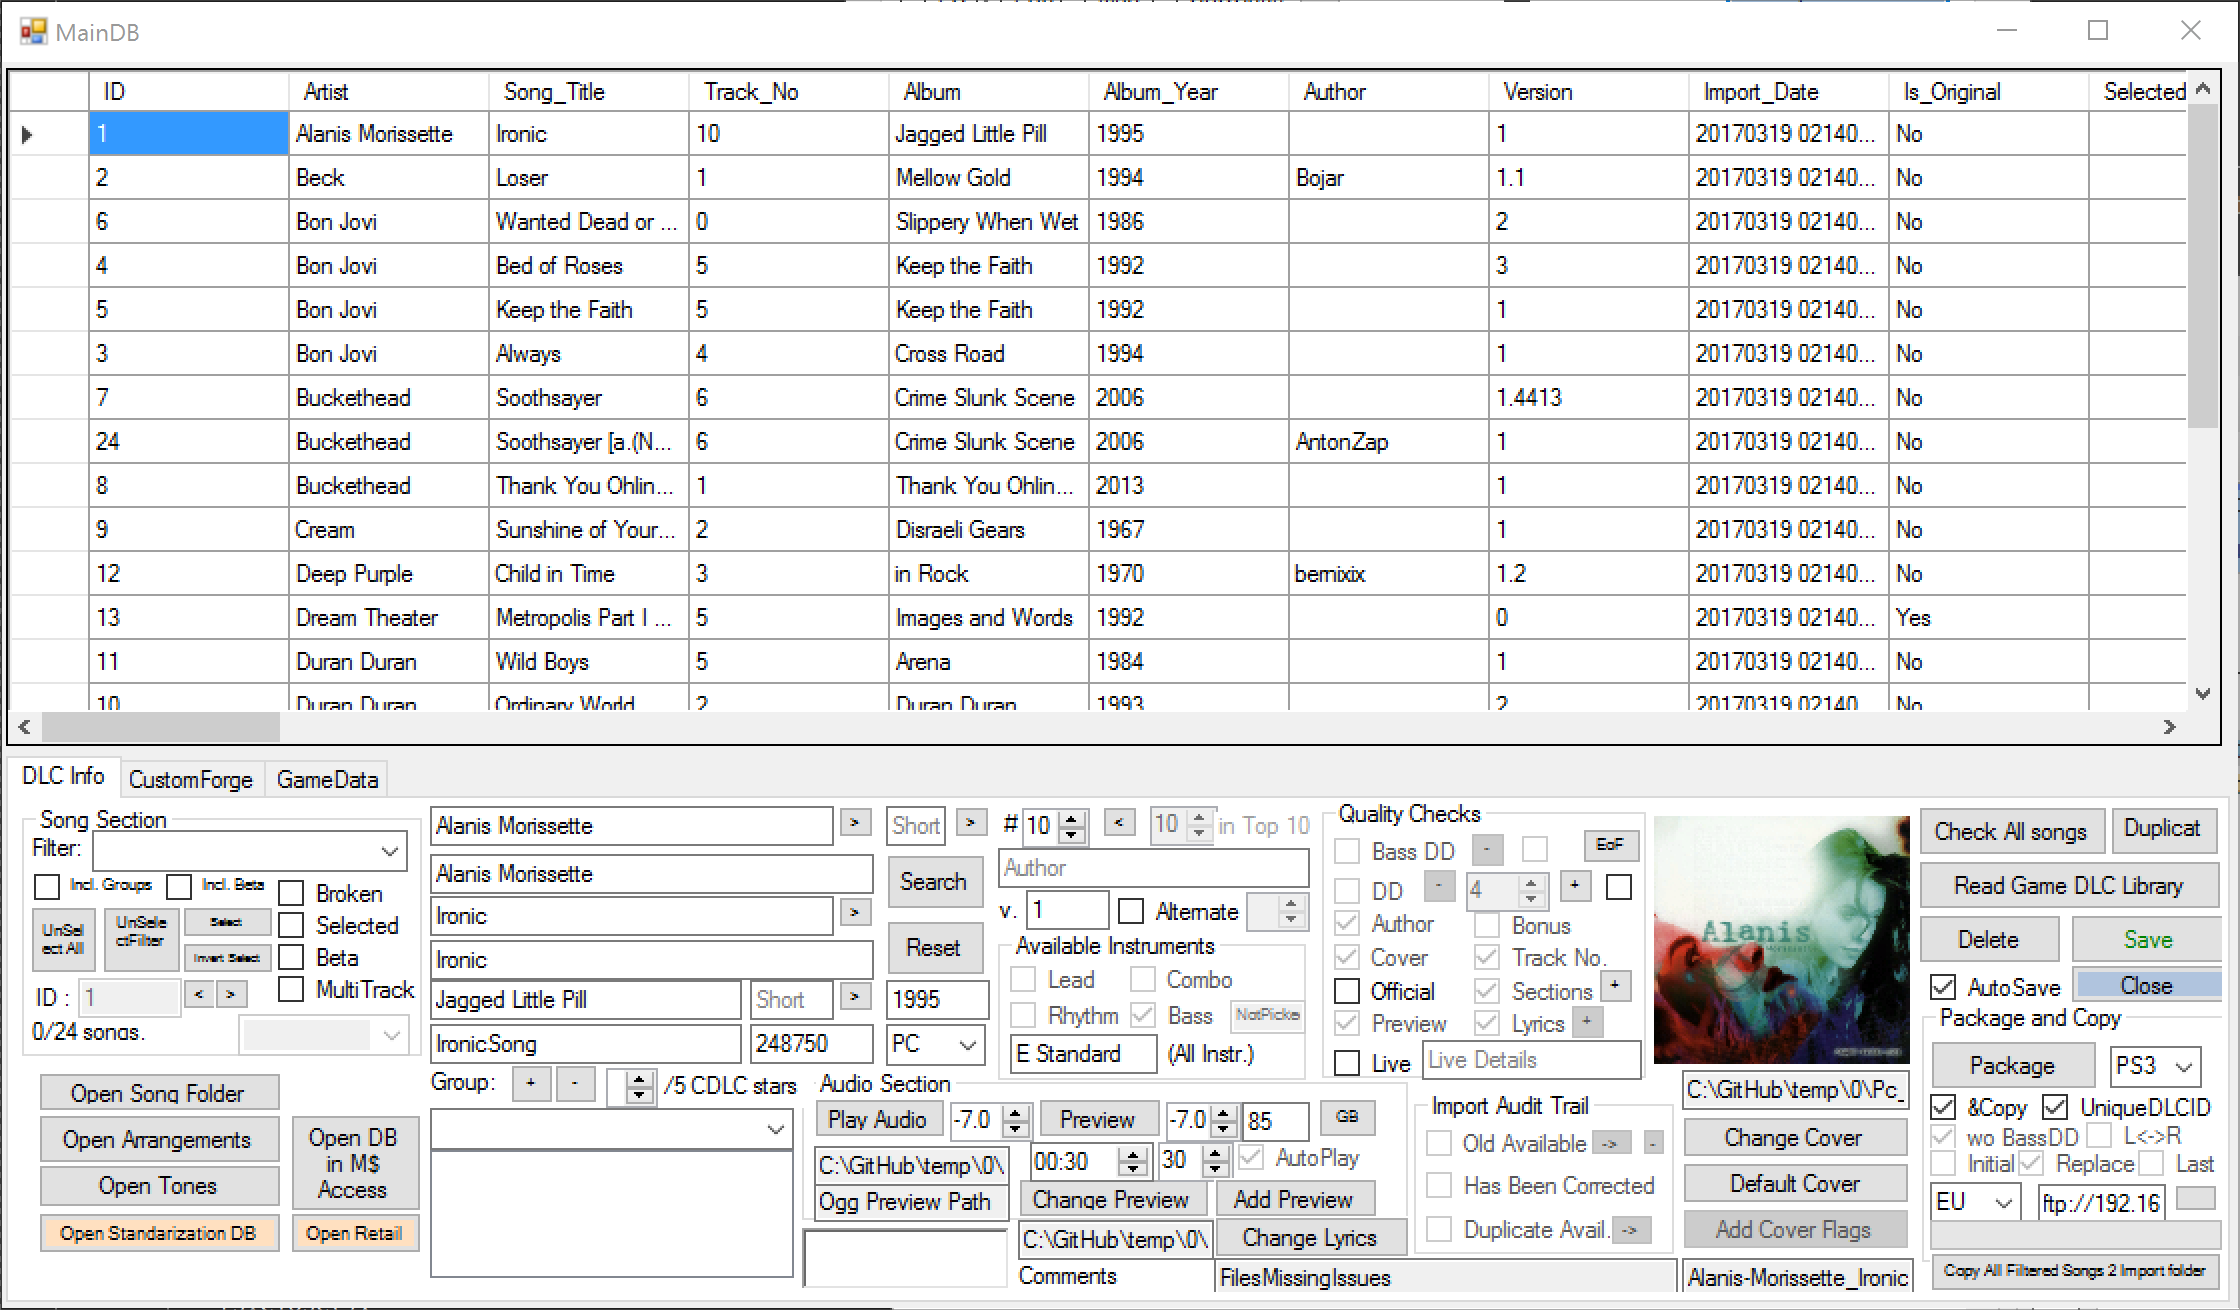 MainDB
ID Artist Song_Title Track_No Album Album_Year Author Version Import_Date Is_Original Selected
1 Alanis Morissette Ironic 10 Jagged Little Pill 1995 1 20170319 02140... No
2 Beck Loser 1 Mellow Gold 1994 Bojar 1.1 20170319 02140... No
6 Bon Jovi Wanted Dead or ... 0 Slippery When Wet 1986 2 20170319 02140... No
4 Bon Jovi Bed of Roses 5 Keep the Faith 1992 3 20170319 02140... No
5 Bon Jovi Keep the Faith 5 Keep the Faith 1992 1 20170319 02140... No
3 Bon Jovi Always 4 Cross Road 1994 1 20170319 02140... No
7 Buckethead Soothsayer 6 Crime Slunk Scene 2006 1.4413 20170319 02140... No
24 Buckethead Soothsayer [a.(N... 6 Crime Slunk Scene 2006 AntonZap 1 20170319 02140... No
8 Buckethead Thank You Ohlin... 1 Thank You Ohlin... 2013 1 20170319 02140... No
9 Cream Sunshine of Your... 2 Disraeli Gears 1967 1 20170319 02140... No
12 Deep Purple Child in Time 3 in Rock 1970 bernixix 1.2 20170319 02140... No
13 Dream Theater Metropolis Part I ... 5 Images and Words 1992 0 20170319 02140... Yes
11 Duran Duran Wild Boys 5 Arena 1984 1 20170319 02140... No
10 Duran Duran Ordinary World 2 Duran Duran 1993 2 20170319 02140... No
DLC Info CustomForge GameData
Song Section
Filter:
Incl. Groups Incl. Beta
Broken
UnSel ect All UnSele ctFilter Select
Selected
Invert Select
Beta
ID : 1 < > MultiTrack
0/24 songs.
Open Song Folder
Open Arrangements
Open Tones
Open DB in M$ Access
Open Standarization DB Open Retail
Alanis Morissette > Short > # 10 < 10 in Top 10
Alanis Morissette Search Author
Ironic > v. 1 Alternate
Ironic Reset
Jagged Little Pill Short > 1995
IronicSong 248750 PC
Available Instruments
Lead Combo
Rhythm Bass NotPicke
E Standard (All Instr.)
Group: + - /5 CDLC stars
Audio Section
Play Audio -7.0 Preview -7.0 85 GB
C:\GitHub\temp\0\ 00:30 30 AutoPlay
Ogg Preview Path Change Preview Add Preview
C:\GitHub\temp\0\ Change Lyrics
Comments FilesMissingIssues
Quality Checks
Bass DD - EoF
DD - 4 +
Author Bonus
Cover Track No.
Official Sections +
Preview Lyrics +
Live Live Details
Import Audit Trail
Old Available -> -
Has Been Corrected
Duplicate Avail. ->
Alanis
C:\GitHub\temp\0\Pc_
Change Cover
Default Cover
Add Cover Flags
Alanis-Morissette_Ironic
Check All songs Duplicat
Read Game DLC Library
Delete Save
AutoSave Close
Package and Copy
Package PS3
&Copy UniqueDLCID
wo BassDD L<->R
Initial Replace Last
EU ftp://192.16
Copy All Filtered Songs 2 Import folder